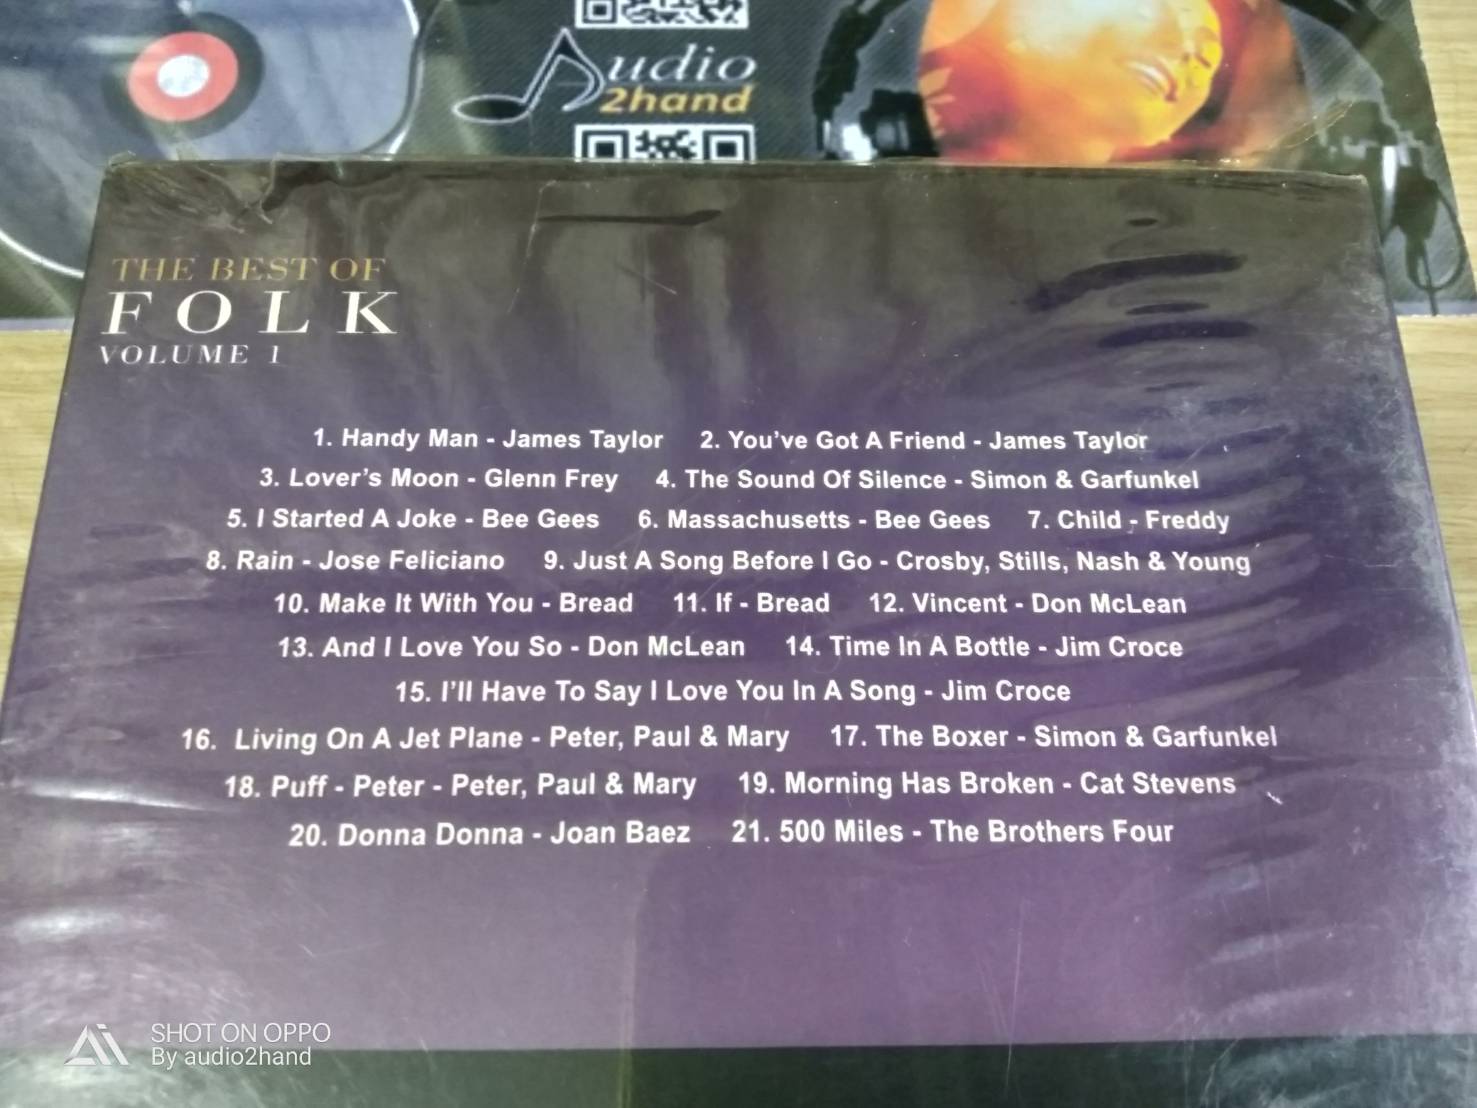 Audio
2hand
THE BEST OF
FOLK
VOLUME 1
1. Handy Man - James Taylor 2. You've Got A Friend - James Taylor
3. Lover's Moon - Glenn Frey 4. The Sound Of Silence - Simon & Garfunkel
5. I Started A Joke - Bee Gees 6. Massachusetts - Bee Gees 7. Child - Freddy
8. Rain - Jose Feliciano 9. Just A Song Before I Go - Crosby, Stills, Nash & Young
10. Make It With You - Bread 11. If - Bread 12. Vincent - Don McLean
13. And I Love You So - Don McLean 14. Time In A Bottle - Jim Croce
15. I'll Have To Say I Love You In A Song - Jim Croce
16. Living On A Jet Plane - Peter, Paul & Mary 17. The Boxer - Simon & Garfunkel
18. Puff - Peter - Peter, Paul & Mary 19. Morning Has Broken - Cat Stevens
20. Donna Donna - Joan Baez 21. 500 Miles - The Brothers Four
SHOT ON OPPO
By audio2hand